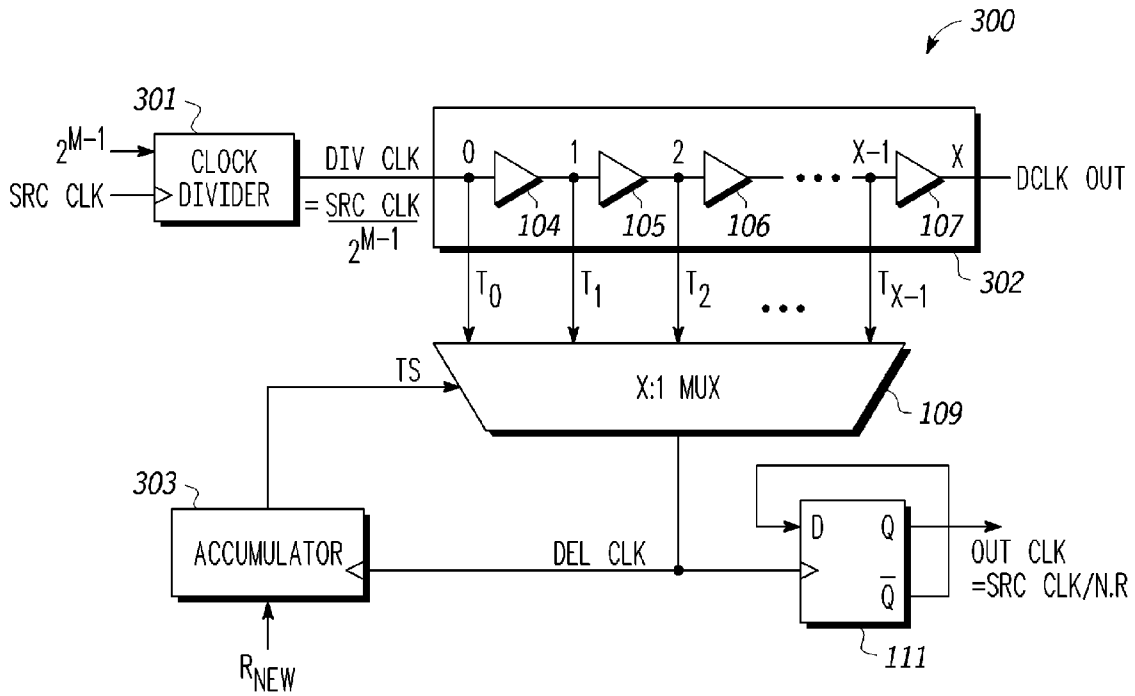 300
301
2^M-1
SRC CLK
CLOCK
DIVIDER
DIV CLK
= SRC CLK
2^M-1
0 1 2 X-1 X
104 105 106 107
DCLK OUT
302
T0 T1 T2 ••• TX-1
TS
X:1 MUX
109
303
ACCUMULATOR
DEL CLK
D Q
Q̅
OUT CLK
=SRC CLK/N.R
111
RNEW